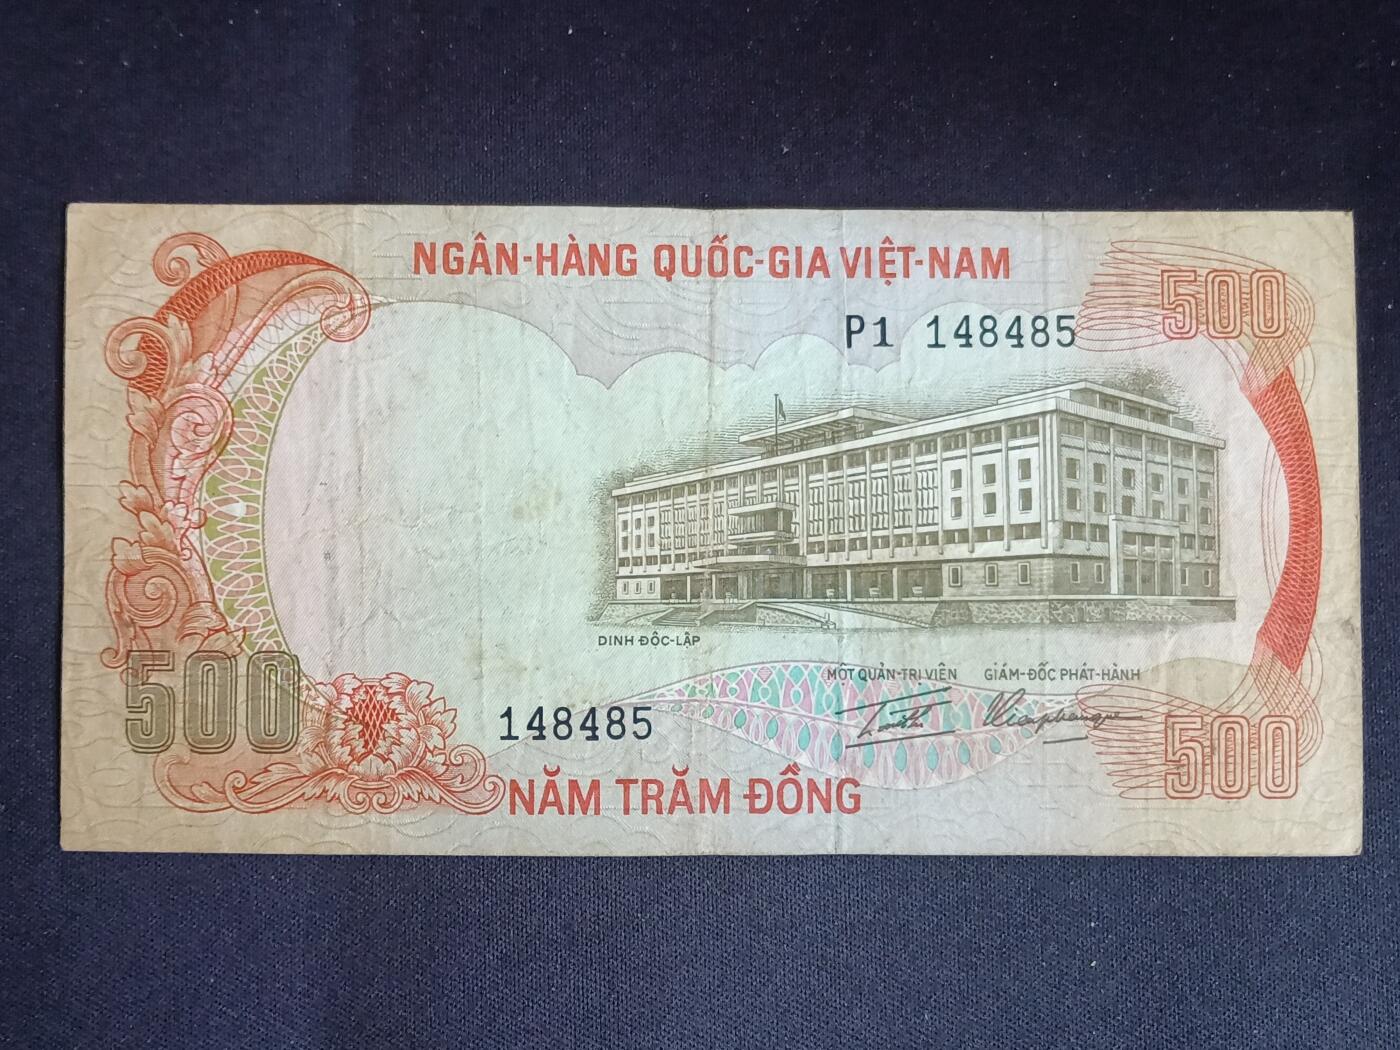 NGÂN-HÀNG QUỐC-GIA VIỆT-NAM
500
P1 148485
DINH ĐỘC-LẬP
MỘT QUẢN-TRỊ VIÊN GIÁM-ĐỐC PHÁT-HÀNH
500
148485
500
NĂM TRĂM ĐỒNG